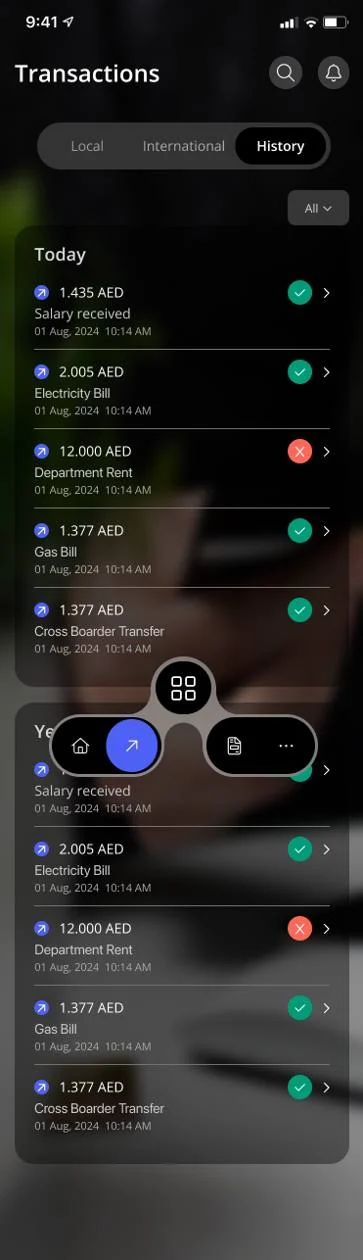 9:41
Transactions
Local International History
All
Today
1.435 AED
Salary received
01 Aug, 2024 10:14 AM
2.005 AED
Electricity Bill
01 Aug, 2024 10:14 AM
12.000 AED
Department Rent
01 Aug, 2024 10:14 AM
1.377 AED
Gas Bill
01 Aug, 2024 10:14 AM
1.377 AED
Cross Boarder Transfer
01 Aug, 2024 10:14 AM
Salary received
01 Aug, 2024 10:14 AM
2.005 AED
Electricity Bill
01 Aug, 2024 10:14 AM
12.000 AED
Department Rent
01 Aug, 2024 10:14 AM
1.377 AED
Gas Bill
01 Aug, 2024 10:14 AM
1.377 AED
Cross Boarder Transfer
01 Aug, 2024 10:14 AM